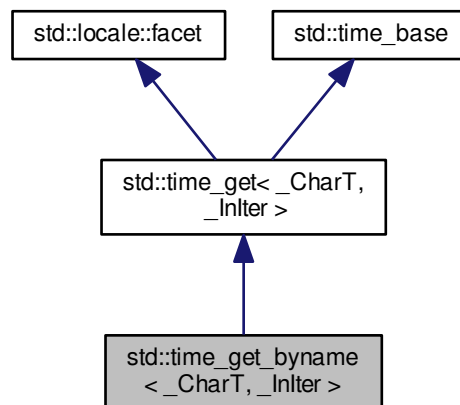 std::locale::facet
std::time_base
std::time_get< _CharT,
_InIter >
std::time_get_byname
< _CharT, _InIter >